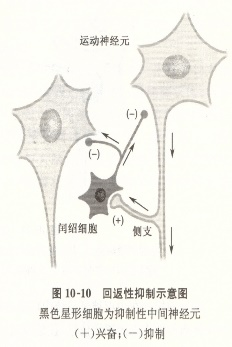 运动神经元
(-)
(-)
(+)
闰绍细胞
侧支
图10-10 回返性抑制示意图
黑色星形细胞为抑制性中间神经元
(+)兴奋;(-)抑制